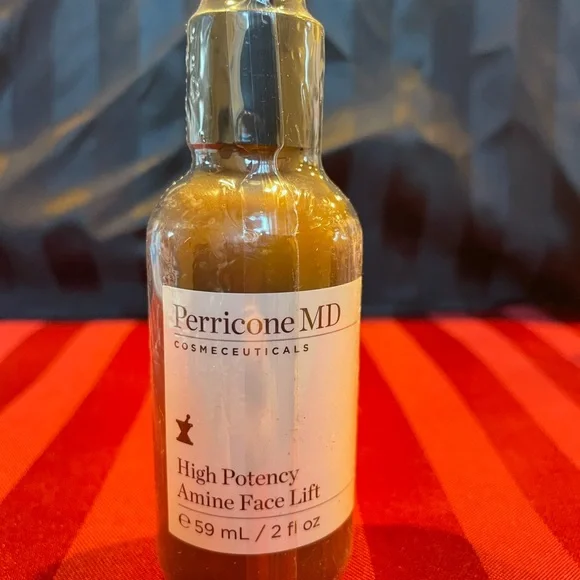 Perricone MD
COSMECEUTICALS
High Potency
Amine Face Lift
℮ 59 mL / 2 fl oz